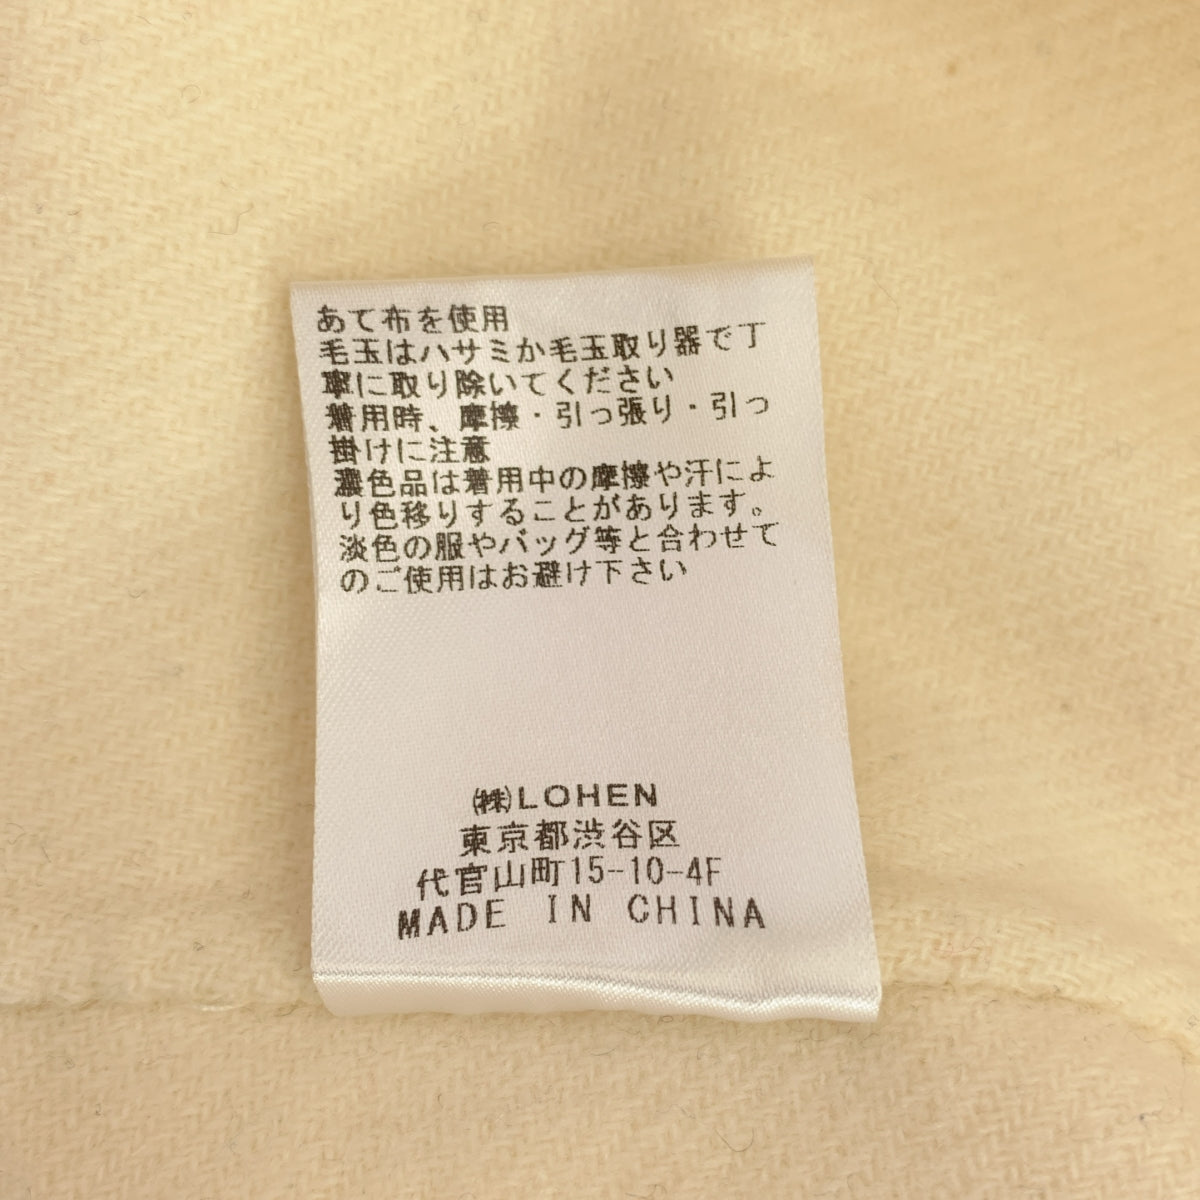 あて布を使用
毛玉はハサミか毛玉取り器で丁
寧に取り除いてください
着用時、摩擦・引っ張り・引っ
掛けに注意
濃色品は着用中の摩擦や汗によ
り色移りすることがあります。
淡色の服やバッグ等と合わせて
のご使用はお避け下さい
㈱LOHEN
東京都渋谷区
代官山町15-10-4F
MADE IN CHINA